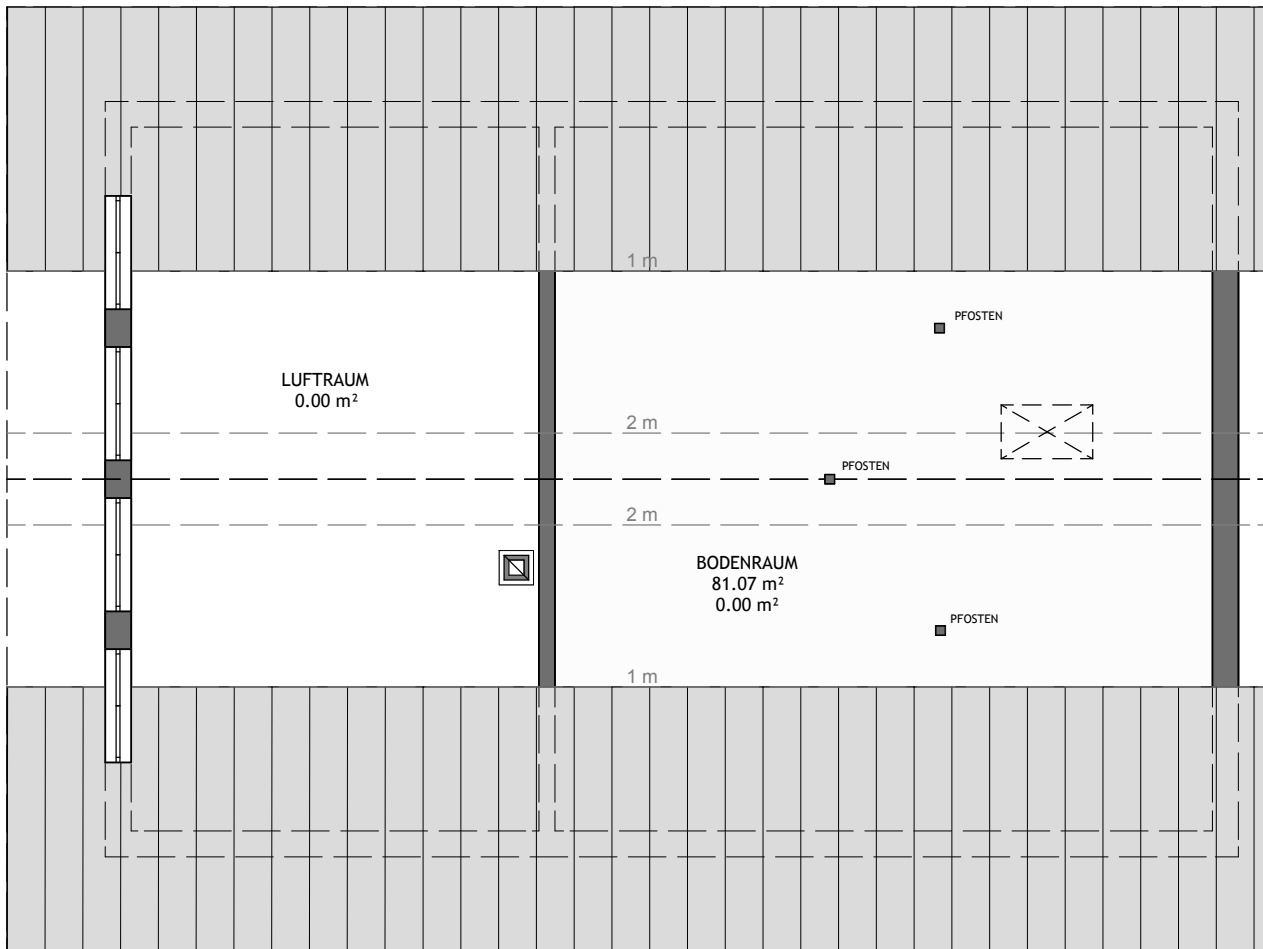 1 m
PFOSTEN
LUFTRAUM
0.00 m²
2 m
PFOSTEN
2 m
BODENRAUM
81.07 m²
0.00 m²
PFOSTEN
1 m